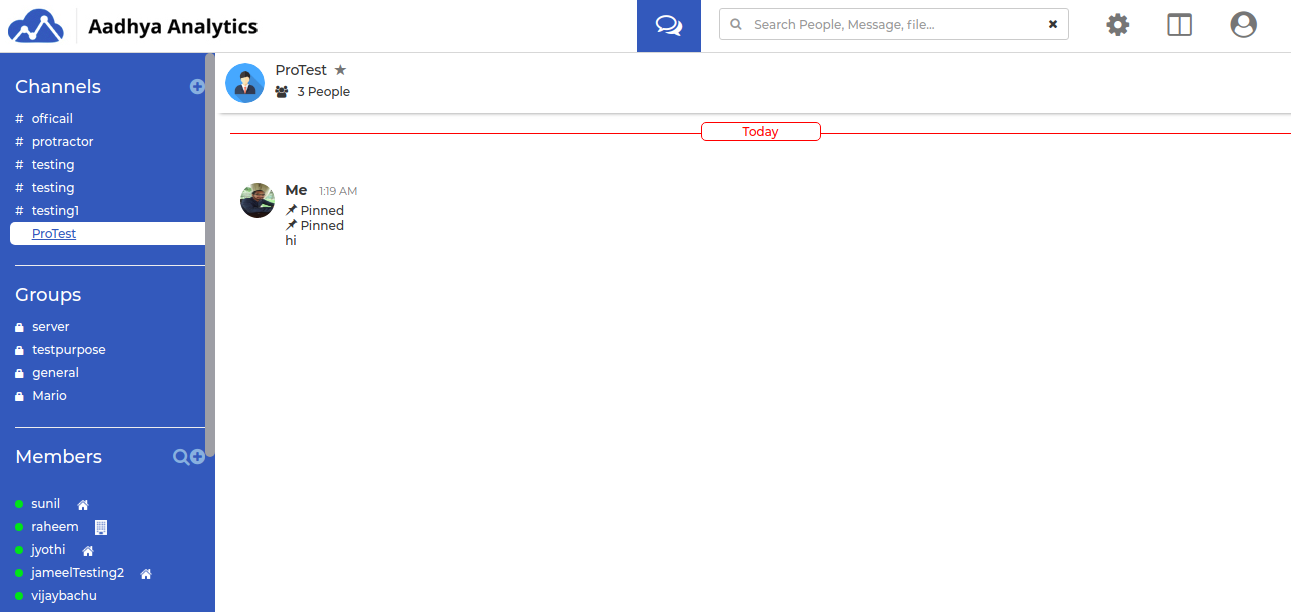 Aadhya Analytics
Search People, Message, file...
Channels
# officail
# protractor
# testing
# testing
# testing1
ProTest
Groups
server
testpurpose
general
Mario
Members
sunil
raheem
jyothi
jameelTesting2
vijaybachu
ProTest
3 People
Today
Me 1:19 AM
Pinned
Pinned
hi